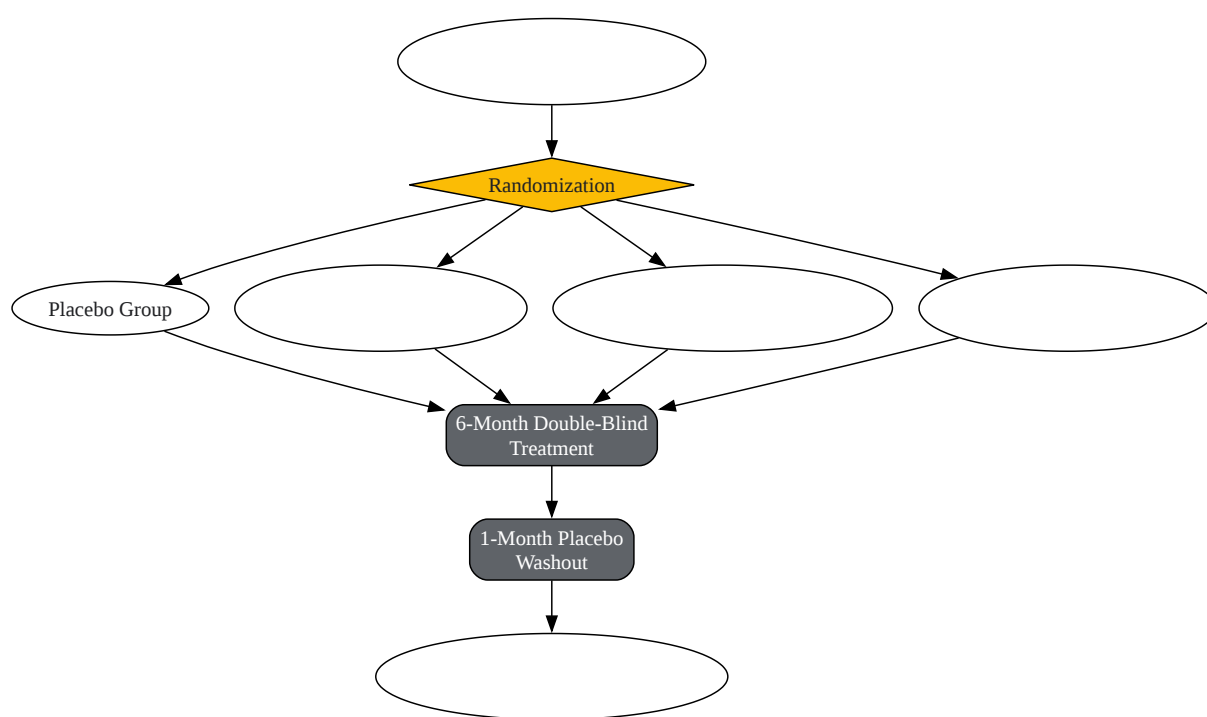 Randomization
Placebo Group
6-Month Double-Blind
Treatment
1-Month Placebo
Washout